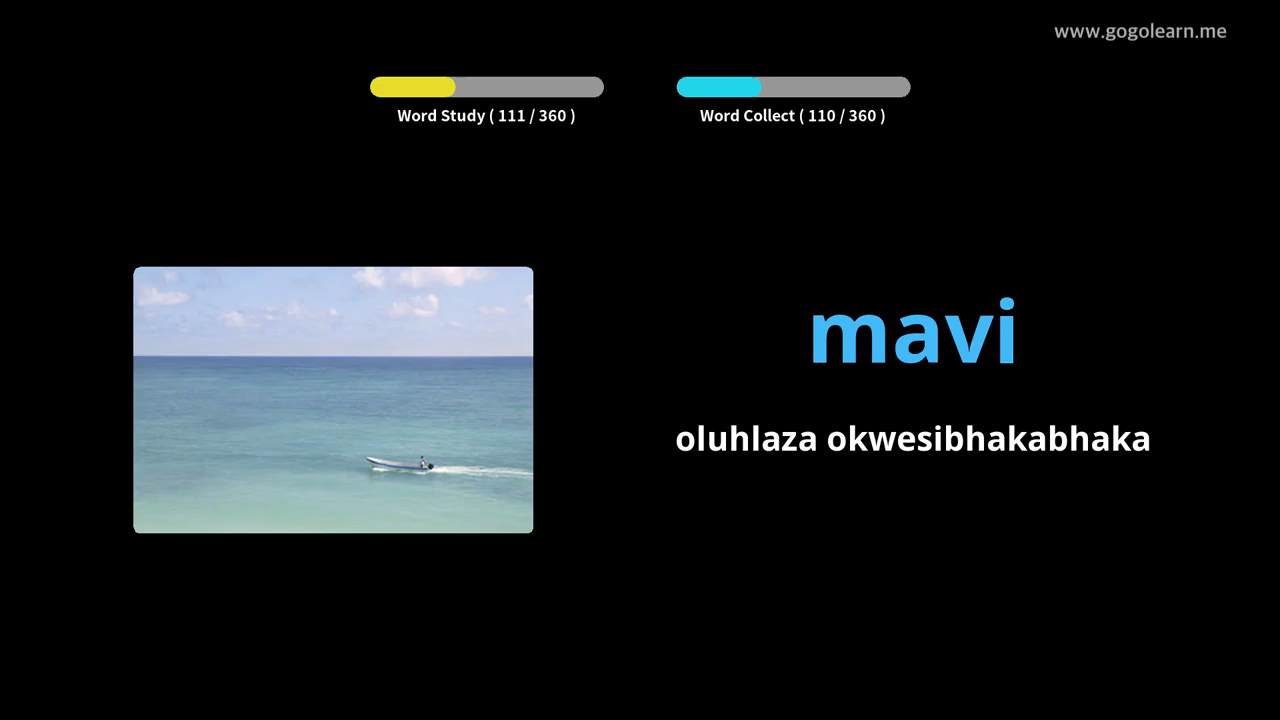 www.gogolearn.me
Word Study ( 111 / 360 )
Word Collect ( 110 / 360 )
mavi
oluhlaza okwesibhakabhaka